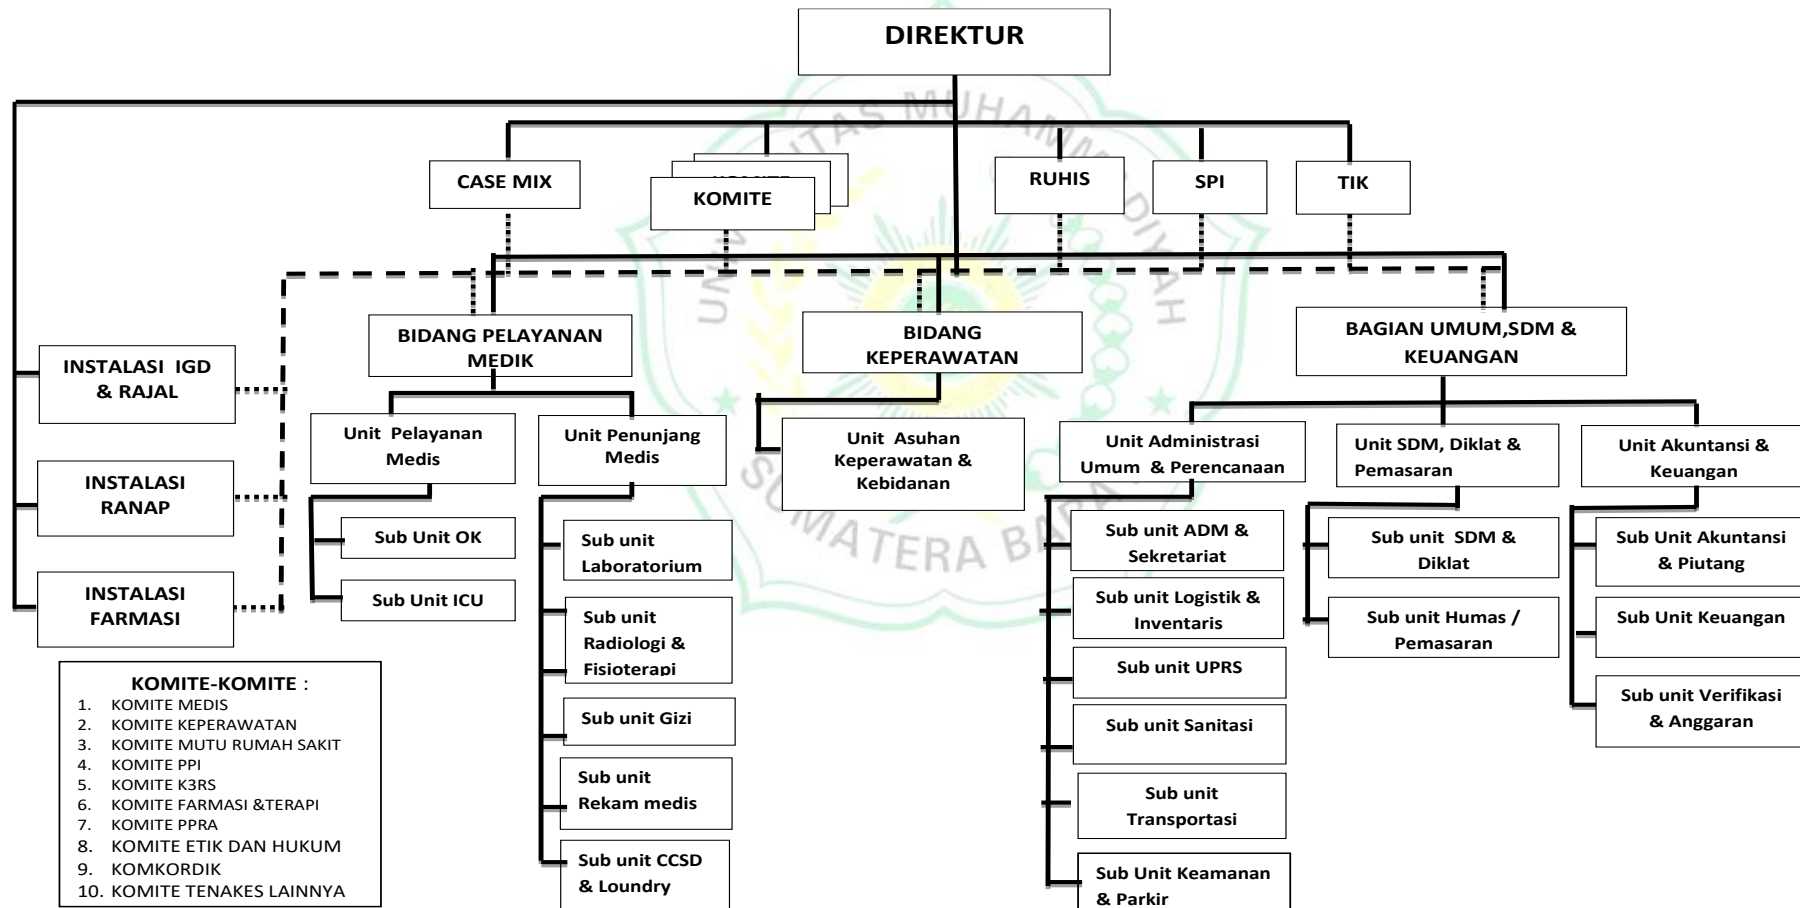 DIREKTUR
CASE MIX
KOMITE
KOMITE
RUHIS
SPI
TIK
UNIVERSITAS MUHAMMADIYAH
SUMATERA BARAT
BIDANG PELAYANAN
MEDIK
BIDANG
KEPERAWATAN
BAGIAN UMUM,SDM &
KEUANGAN
INSTALASI IGD
& RAJAL
INSTALASI
RANAP
INSTALASI
FARMASI
Unit Pelayanan
Medis
Sub Unit OK
Sub Unit ICU
Unit Penunjang
Medis
Sub unit
Laboratorium
Sub unit
Radiologi &
Fisioterapi
Sub unit Gizi
Sub unit
Rekam medis
Sub unit CCSD
& Loundry
Unit Asuhan
Keperawatan &
Kebidanan
Unit Administrasi
Umum & Perencanaan
Sub unit ADM &
Sekretariat
Sub unit Logistik &
Inventaris
Sub unit UPRS
Sub unit Sanitasi
Sub unit
Transportasi
Sub Unit Keamanan
& Parkir
Unit SDM, Diklat &
Pemasaran
Sub unit SDM &
Diklat
Sub unit Humas /
Pemasaran
Unit Akuntansi &
Keuangan
Sub Unit Akuntansi
& Piutang
Sub Unit Keuangan
Sub unit Verifikasi
& Anggaran
KOMITE-KOMITE :
1. KOMITE MEDIS
2. KOMITE KEPERAWATAN
3. KOMITE MUTU RUMAH SAKIT
4. KOMITE PPI
5. KOMITE K3RS
6. KOMITE FARMASI &TERAPI
7. KOMITE PPRA
8. KOMITE ETIK DAN HUKUM
9. KOMKORDIK
10. KOMITE TENAKES LAINNYA